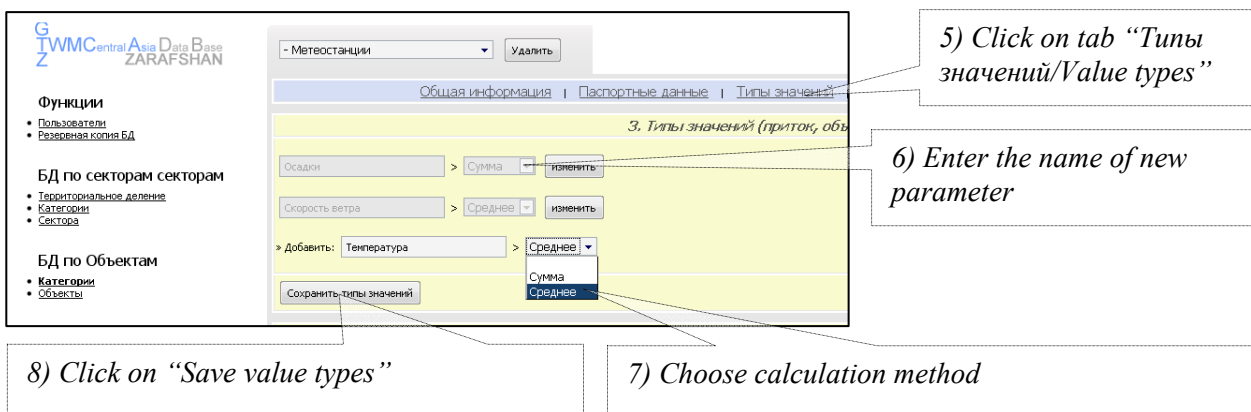 GTZ
TWMCentral Asia Data Base
ZARAFSHAN
Функции
• Пользователи
• Резервная копия БД
БД по секторам секторам
• Территориальное деление
• Категории
• Сектора
БД по Объектам
• Категории
• Объекты
- Метеостанции
Удалить
Общая информация | Паспортные данные | Типы значений
3. Типы значений (приток, объ
Осадки > Сумма изменить
Скорость ветра > Среднее изменить
» Добавить: Температура > Среднее
Сумма
Среднее
Сохранить типы значений
5) Click on tab “Типы
значений/Value types”
6) Enter the name of new
parameter
8) Click on “Save value types”
7) Choose calculation method